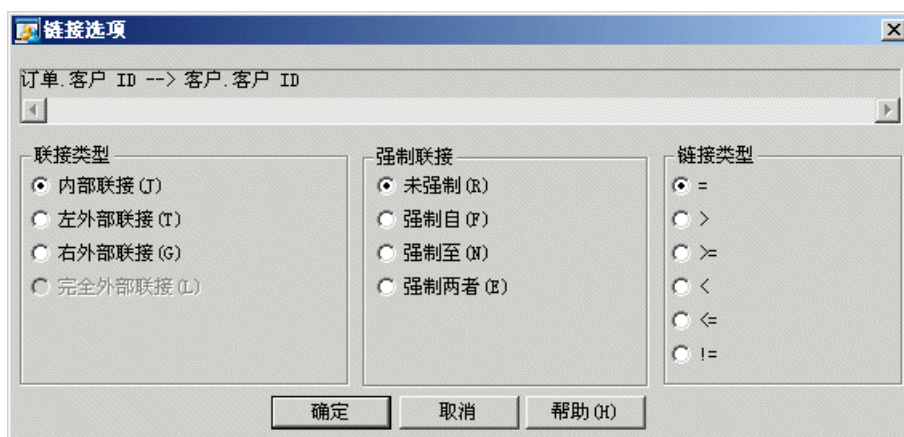 链接选项
订单.客户 ID --> 客户.客户 ID
联接类型
内部联接(J)
左外部联接(T)
右外部联接(G)
完全外部联接(L)
强制联接
未强制(R)
强制自(F)
强制至(N)
强制两者(E)
链接类型
=
>
>=
<
<=
!=
确定
取消
帮助(H)